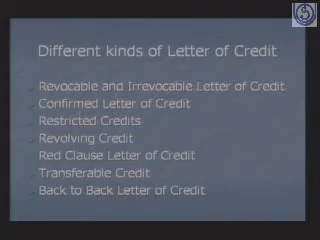 Different kinds of Letter of Credit
Revocable and Irrevocable Letter of Credit
Confirmed Letter of Credit
Restricted Credits
Revolving Credit
Red Clause Letter of Credit
Transferable Credit
Back to Back Letter of Credit